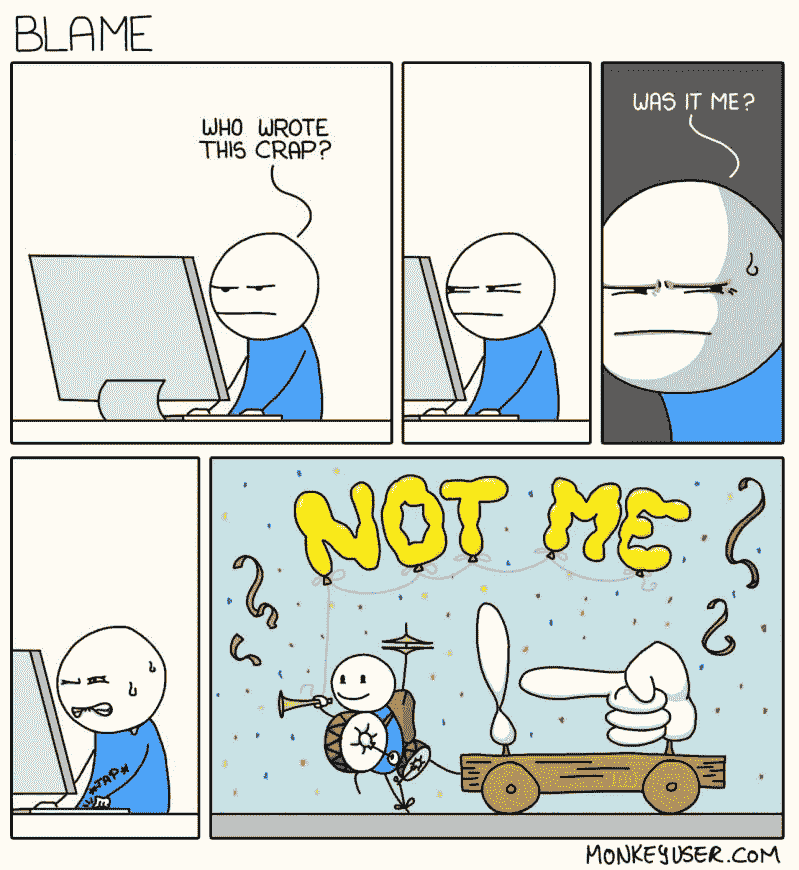 BLAME
WHO WROTE
THIS CRAP?
WAS IT ME?
*TAP*
NOT ME
MONKEYUSER.COM